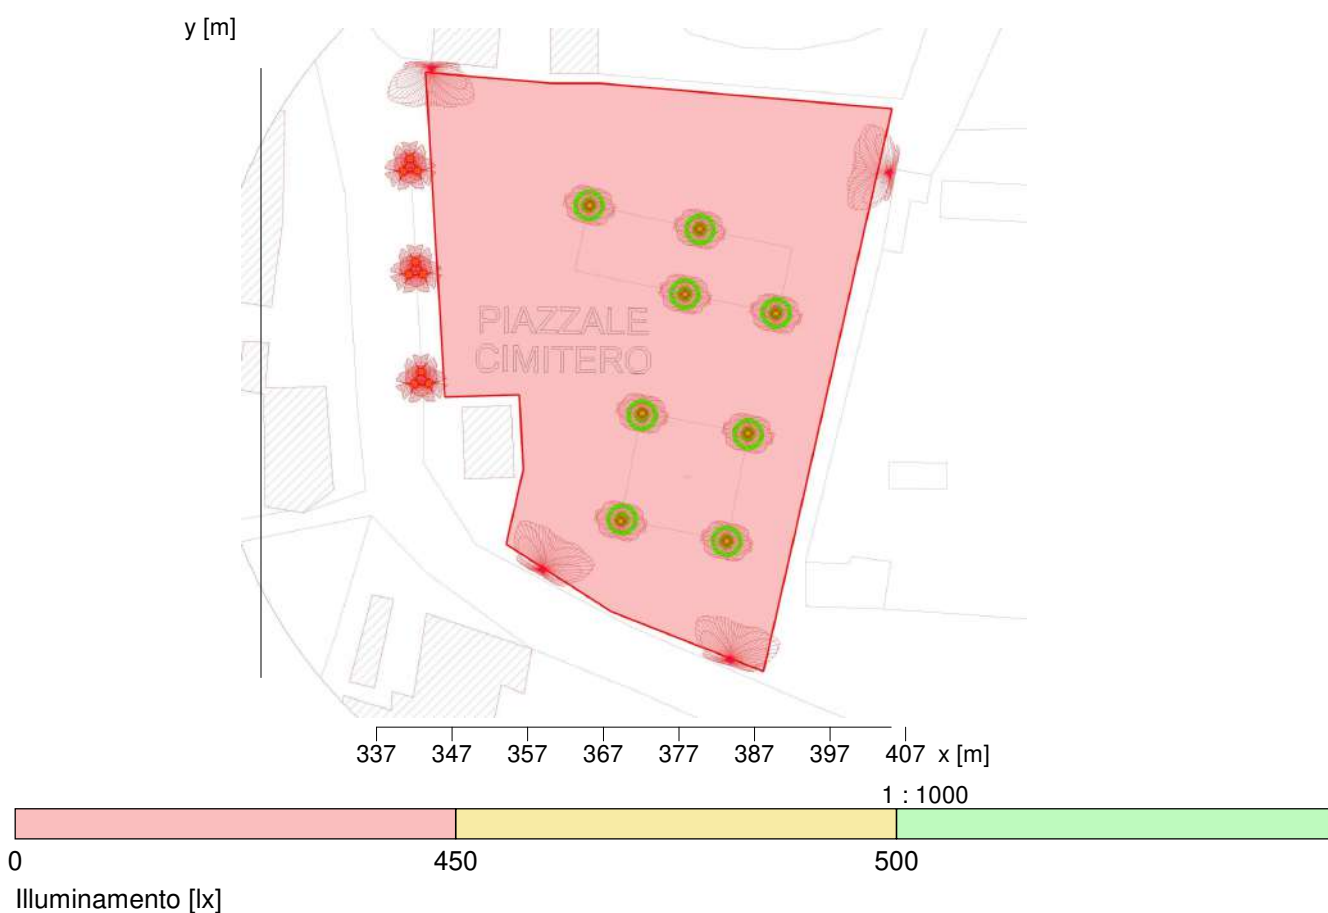 y [m]
PIAZZALE
CIMITERO
337 347 357 367 377 387 397 407 x [m]
1 : 1000
0 450 500
Illuminamento [lx]